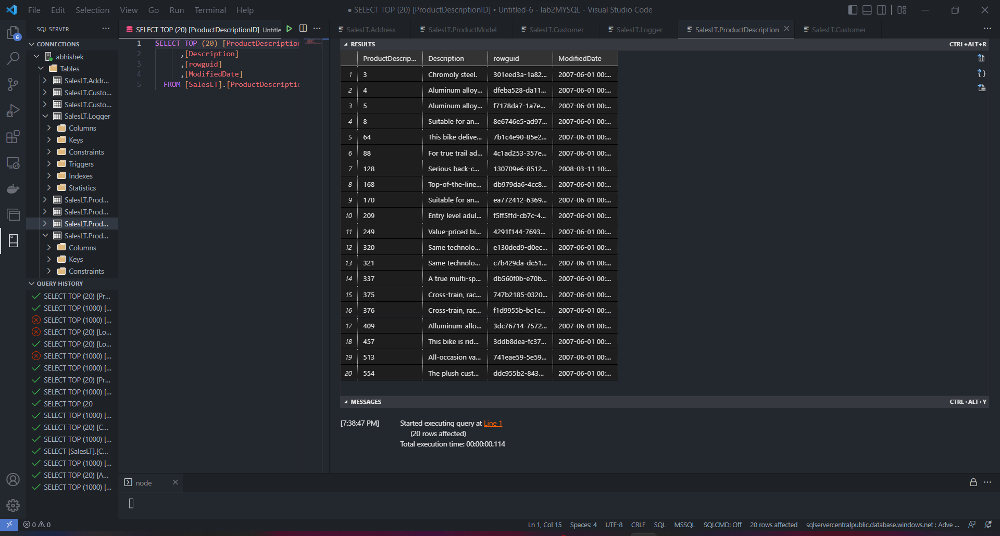 File Edit Selection View Go Run Terminal Help
● SELECT TOP (20) [ProductDescriptionID] • Untitled-6 - lab2MYSQL - Visual Studio Code
SQL SERVER ···
SELECT TOP (20) [ProductDescriptionID] Untitle
SalesLT.Address
SalesLT.ProductModel
SalesLT.Customer
SalesLT.Logger
SalesLT.ProductDescription
SalesLT.Customer
6
CONNECTIONS
abhishek
Tables
SalesLT.Addr...
SalesLT.Custo...
SalesLT.Custo...
SalesLT.Logger
Columns
Keys
Constraints
Triggers
Indexes
Statistics
SalesLT.Prod...
SalesLT.Prod...
SalesLT.Prod...
SalesLT.Prod...
Columns
Keys
Constraints
QUERY HISTORY
SELECT TOP (20) [Pr...
SELECT TOP (1000) [...
SELECT TOP (1000) [...
SELECT TOP (20) [Lo...
SELECT TOP (20) [Lo...
SELECT TOP (1000) [...
SELECT TOP (1000) [...
SELECT TOP (20) [Pr...
SELECT TOP (1000) [...
SELECT TOP (20
SELECT TOP (1000) [...
SELECT TOP (20) [C...
SELECT TOP (1000) [...
SELECT [SalesLT].[C...
SELECT TOP (1000) [...
SELECT TOP (20) [A...
SELECT TOP (1000) [...
1 SELECT TOP (20) [ProductDescription
2 ,[Description]
3 ,[rowguid]
4 ,[ModifiedDate]
5 FROM [SalesLT].[ProductDescriptio
RESULTS CTRL+ALT+R
ProductDescrip... Description rowguid ModifiedDate
1 3 Chromoly steel. 301eed3a-1a82... 2007-06-01 00:...
2 4 Aluminum alloy... dfeba528-da11... 2007-06-01 00:...
3 5 Aluminum alloy... f7178da7-1a7e... 2007-06-01 00:...
4 8 Suitable for an... 8e6746e5-ad97... 2007-06-01 00:...
5 64 This bike delive... 7b1c4e90-85e2... 2007-06-01 00:...
6 88 For true trail ad... 4c1ad253-357e... 2007-06-01 00:...
7 128 Serious back-c... 130709e6-8512... 2008-03-11 10:...
8 168 Top-of-the-line... db979da6-4cc8... 2007-06-01 00:...
9 170 Suitable for an... ea772412-6369... 2007-06-01 00:...
10 209 Entry level adul... f5ff5ffd-cb7c-4... 2007-06-01 00:...
11 249 Value-priced bi... 4291f144-7693... 2007-06-01 00:...
12 320 Same technolo... e130ded9-d0ec... 2007-06-01 00:...
13 321 Same technolo... c7b429da-dc51... 2007-06-01 00:...
14 337 A true multi-sp... db560f0b-e70b... 2007-06-01 00:...
15 375 Cross-train, rac... 747b2185-0320... 2007-06-01 00:...
16 376 Cross-train, rac... f1d9955b-bc1c... 2007-06-01 00:...
17 409 Alluminum-allo... 3dc76714-7572... 2007-06-01 00:...
18 457 This bike is rid... 3ddb8dea-fc37... 2007-06-01 00:...
19 513 All-occasion va... 741eae59-5e59... 2007-06-01 00:...
20 554 The plush cust... ddc955b2-843... 2007-06-01 00:...
MESSAGES CTRL+ALT+Y
[7:38:47 PM] Started executing query at Line 1
(20 rows affected)
Total execution time: 00:00:00.114
node
0 0
Ln 1, Col 15 Spaces: 4 UTF-8 CRLF SQL MSSQL SQLCMD: Off 20 rows affected sqlservercentralpublic.database.windows.net : Adve ...